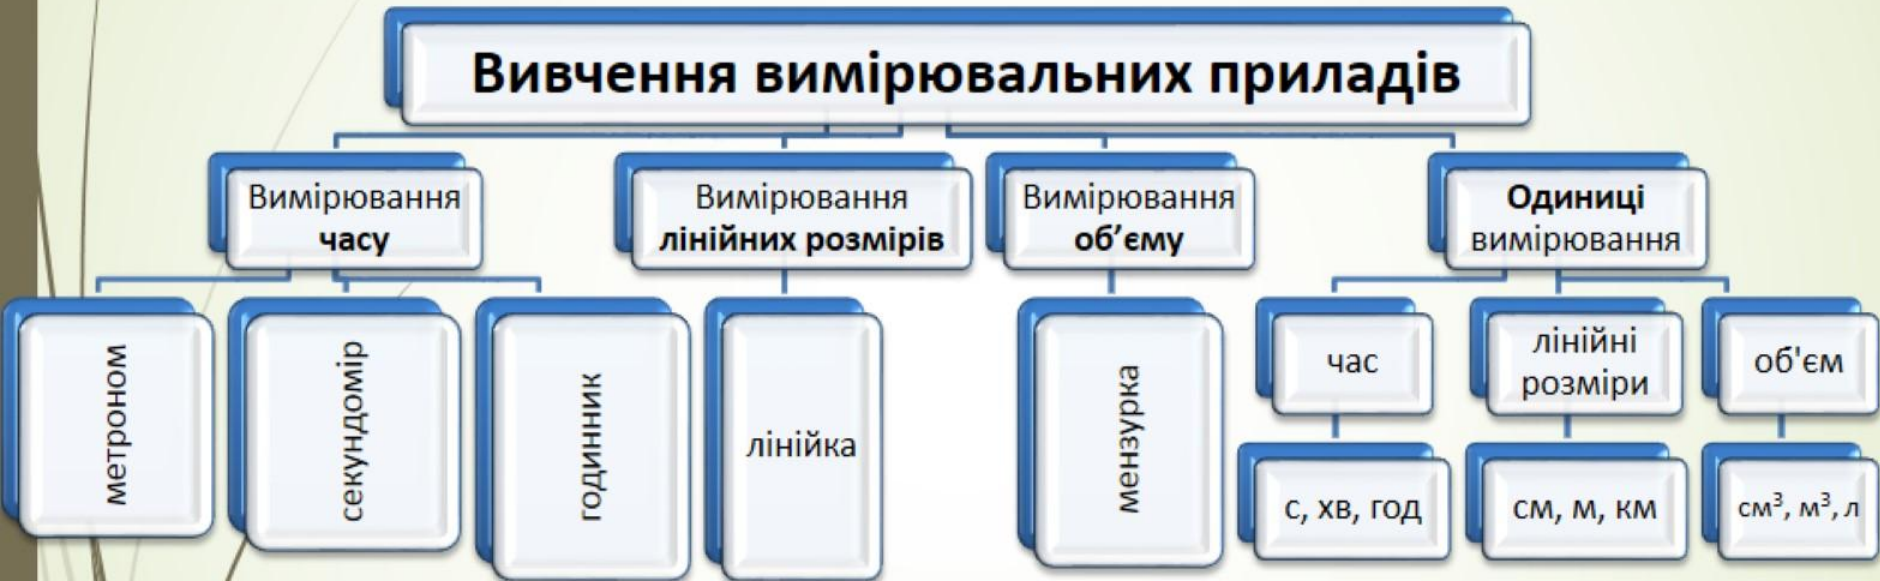 Вивчення вимірювальних приладів
Вимірювання
часу
Вимірювання
лінійних розмірів
Вимірювання
об’єму
Одиниці
вимірювання
метроном
секундомір
годинник
лінійка
мензурка
час
лінійні
розміри
об'єм
с, хв, год
см, м, км
см³, м³, л